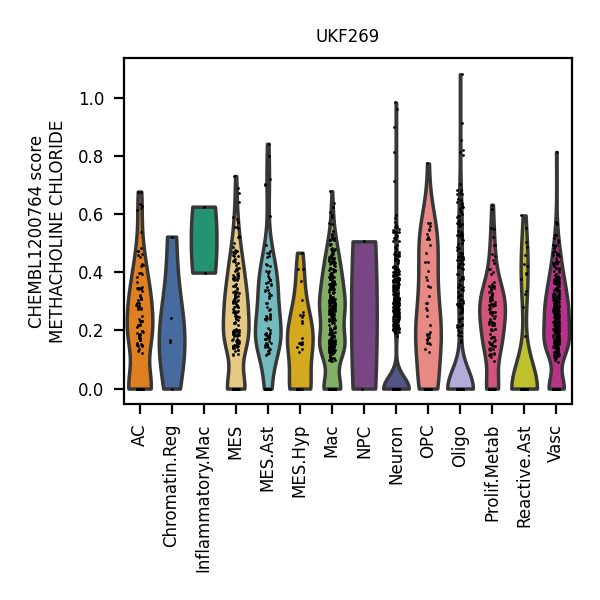 UKF269
CHEMBL1200764 score
METHACHOLINE CHLORIDE
1.0
0.8
0.6
0.4
0.2
0.0
AC
Chromatin.Reg
Inflammatory.Mac
MES
MES.Ast
MES.Hyp
Mac
NPC
Neuron
OPC
Oligo
Prolif.Metab
Reactive.Ast
Vasc